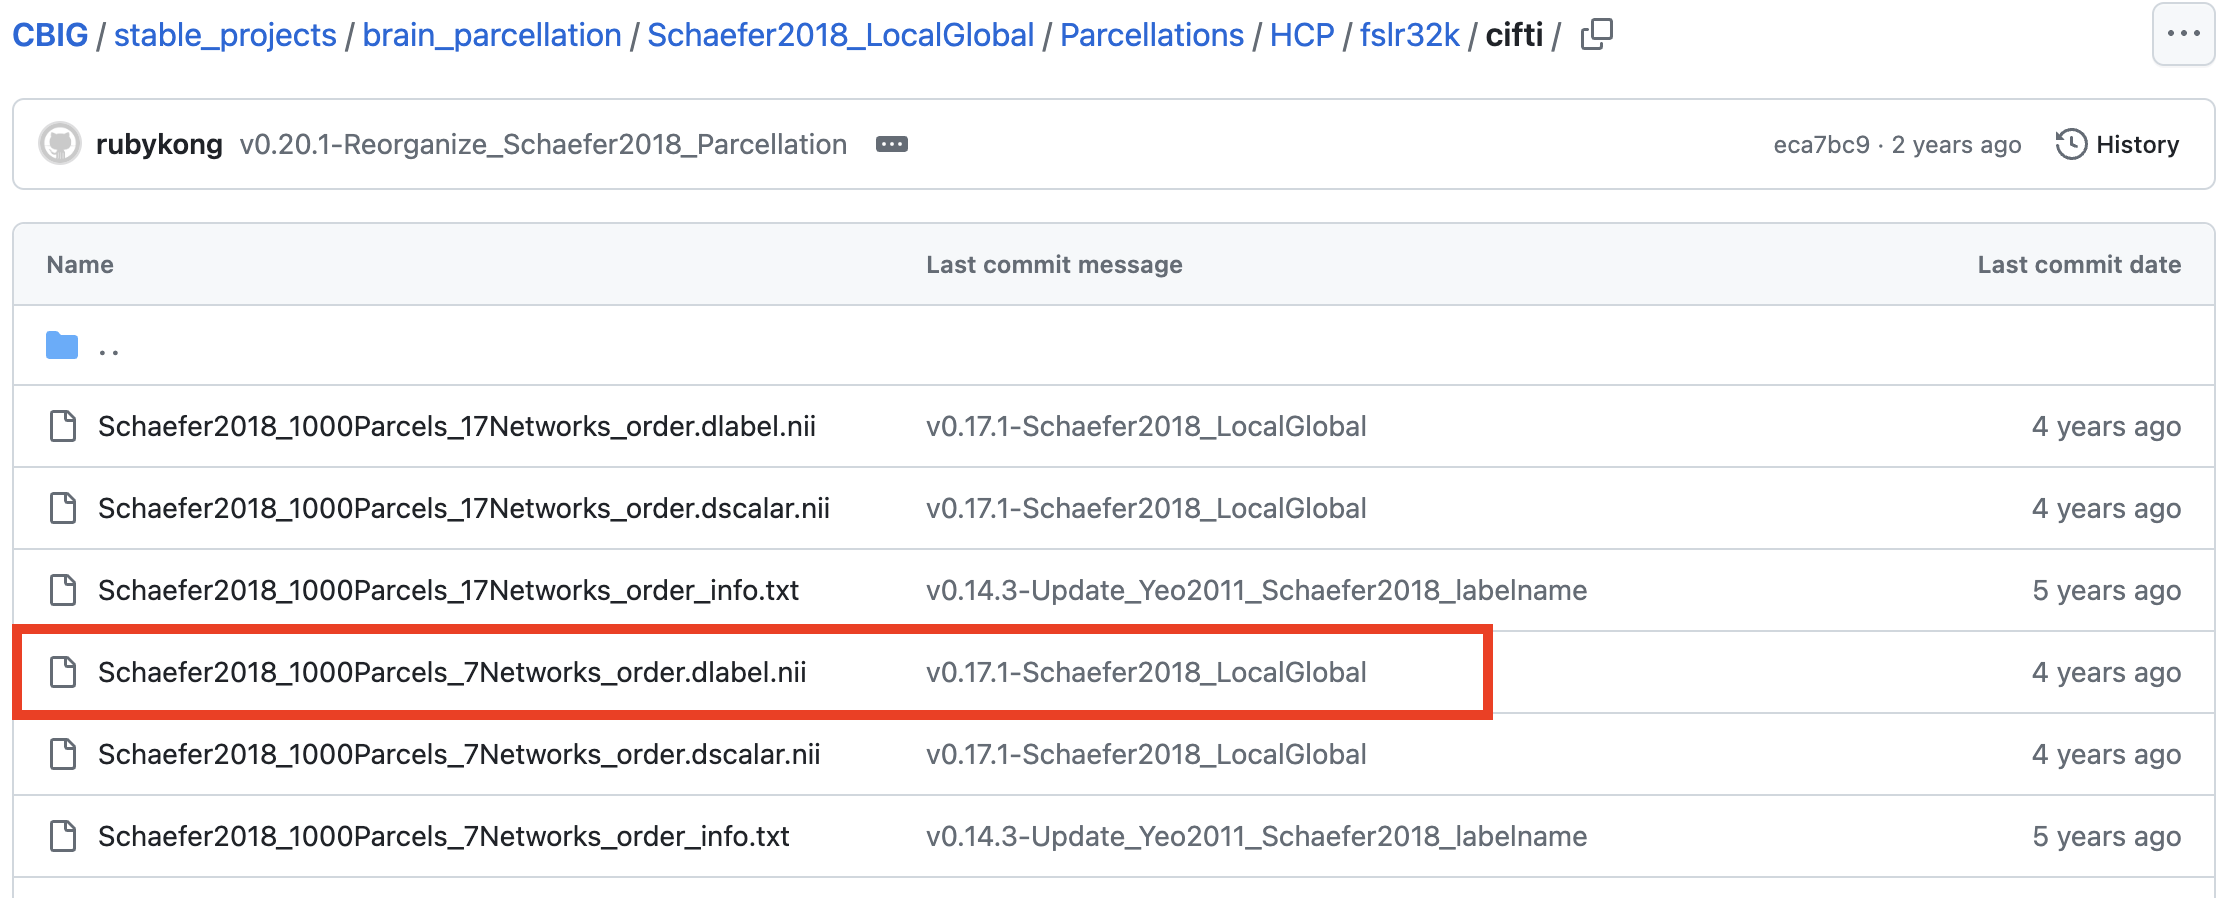 CBIG / stable_projects / brain_parcellation / Schaefer2018_LocalGlobal / Parcellations / HCP / fslr32k / cifti /
rubykong v0.20.1-Reorganize_Schaefer2018_Parcellation eca7bc9 · 2 years ago History
Name Last commit message Last commit date
..
Schaefer2018_1000Parcels_17Networks_order.dlabel.nii v0.17.1-Schaefer2018_LocalGlobal 4 years ago
Schaefer2018_1000Parcels_17Networks_order.dscalar.nii v0.17.1-Schaefer2018_LocalGlobal 4 years ago
Schaefer2018_1000Parcels_17Networks_order_info.txt v0.14.3-Update_Yeo2011_Schaefer2018_labelname 5 years ago
Schaefer2018_1000Parcels_7Networks_order.dlabel.nii v0.17.1-Schaefer2018_LocalGlobal 4 years ago
Schaefer2018_1000Parcels_7Networks_order.dscalar.nii v0.17.1-Schaefer2018_LocalGlobal 4 years ago
Schaefer2018_1000Parcels_7Networks_order_info.txt v0.14.3-Update_Yeo2011_Schaefer2018_labelname 5 years ago